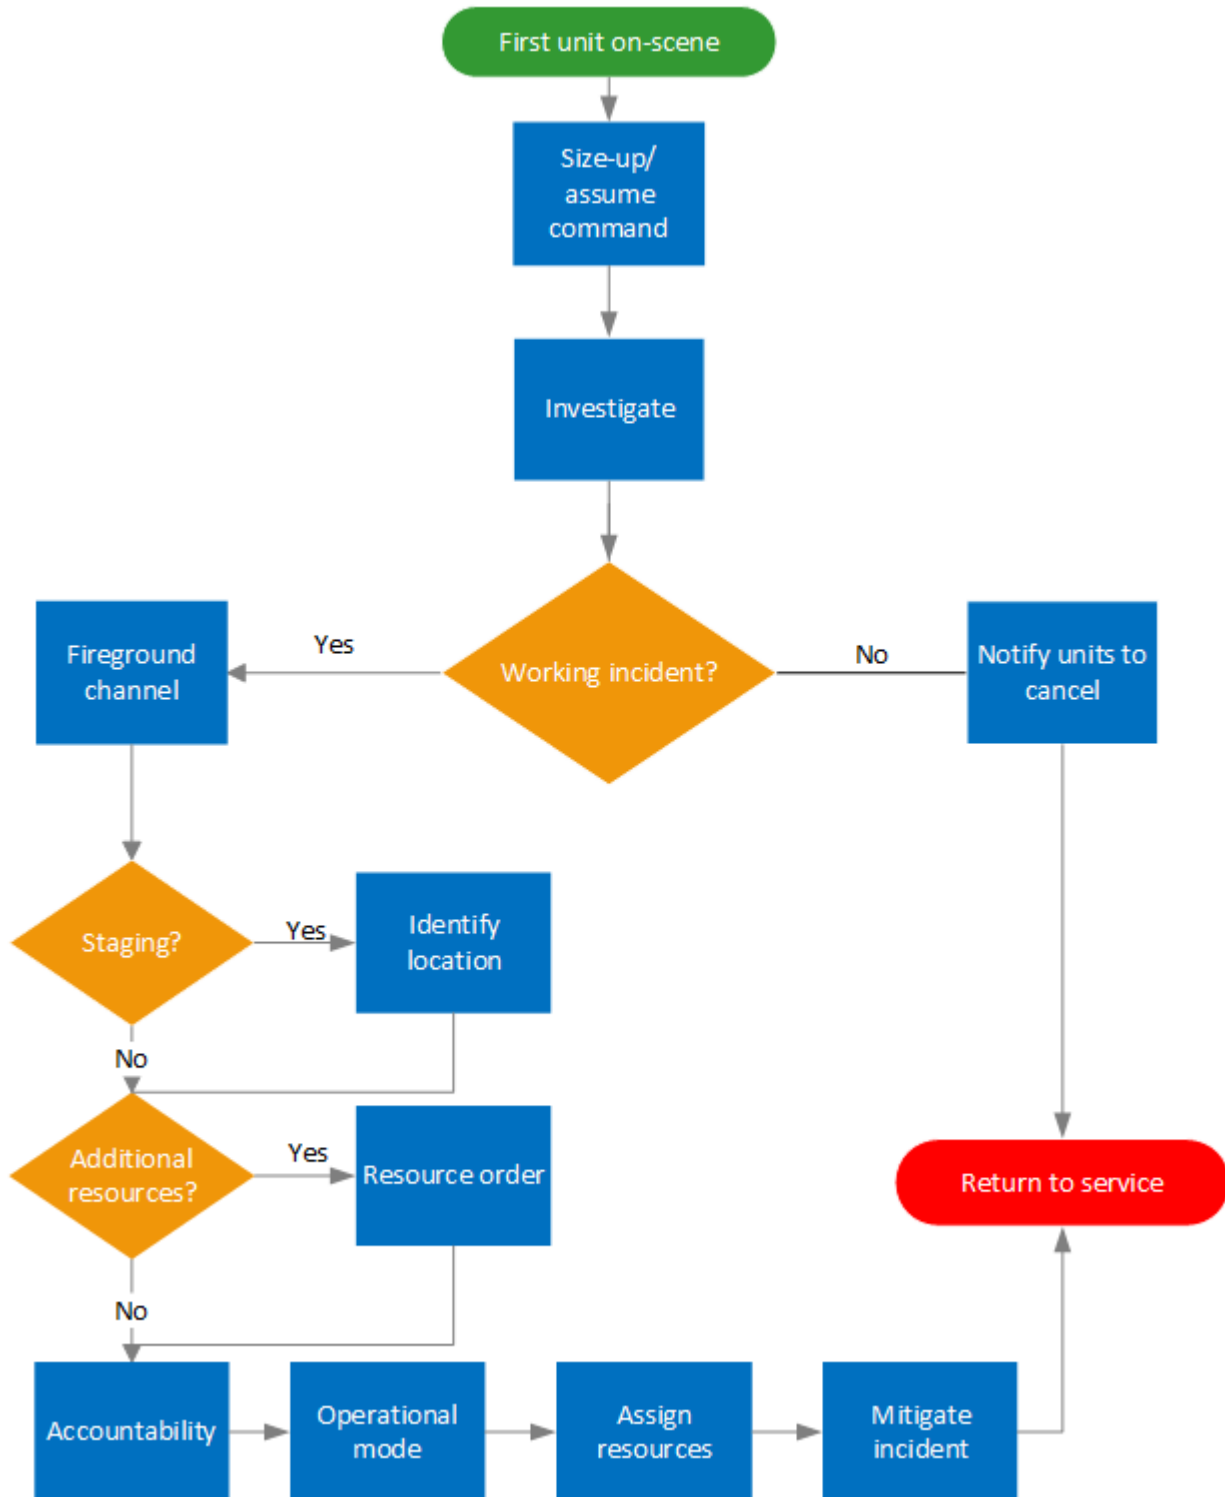 First unit on-scene
Size-up/
assume
command
Investigate
Working incident?
Yes
No
Fireground
channel
Notify units to
cancel
Staging?
Yes
Identify
location
No
Additional
resources?
Yes
Resource order
Return to service
No
Accountability
Operational
mode
Assign
resources
Mitigate
incident